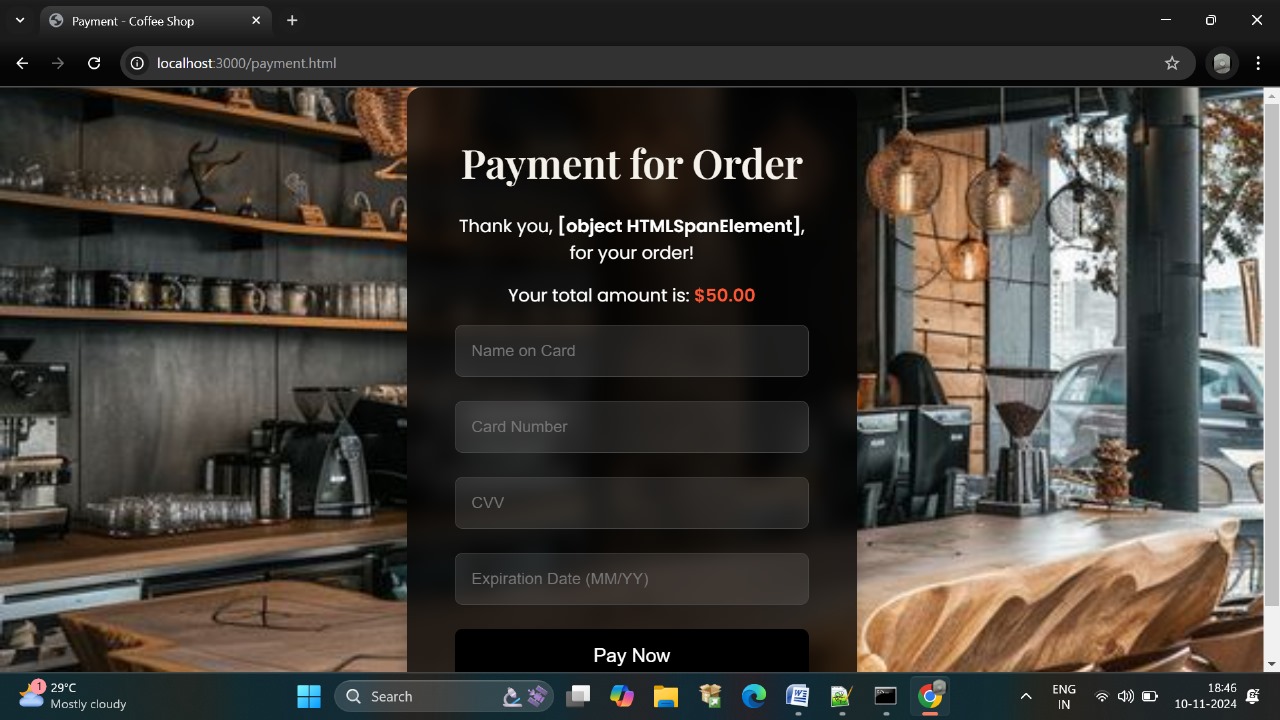 Payment - Coffee Shop
localhost:3000/payment.html
Payment for Order
Thank you, [object HTMLSpanElement],
for your order!
Your total amount is: $50.00
Name on Card
Card Number
CVV
Expiration Date (MM/YY)
Pay Now
1
29°C
Mostly cloudy
Search
ENG
IN
18:46
10-11-2024